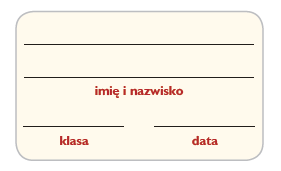 imię i nazwisko
klasa data